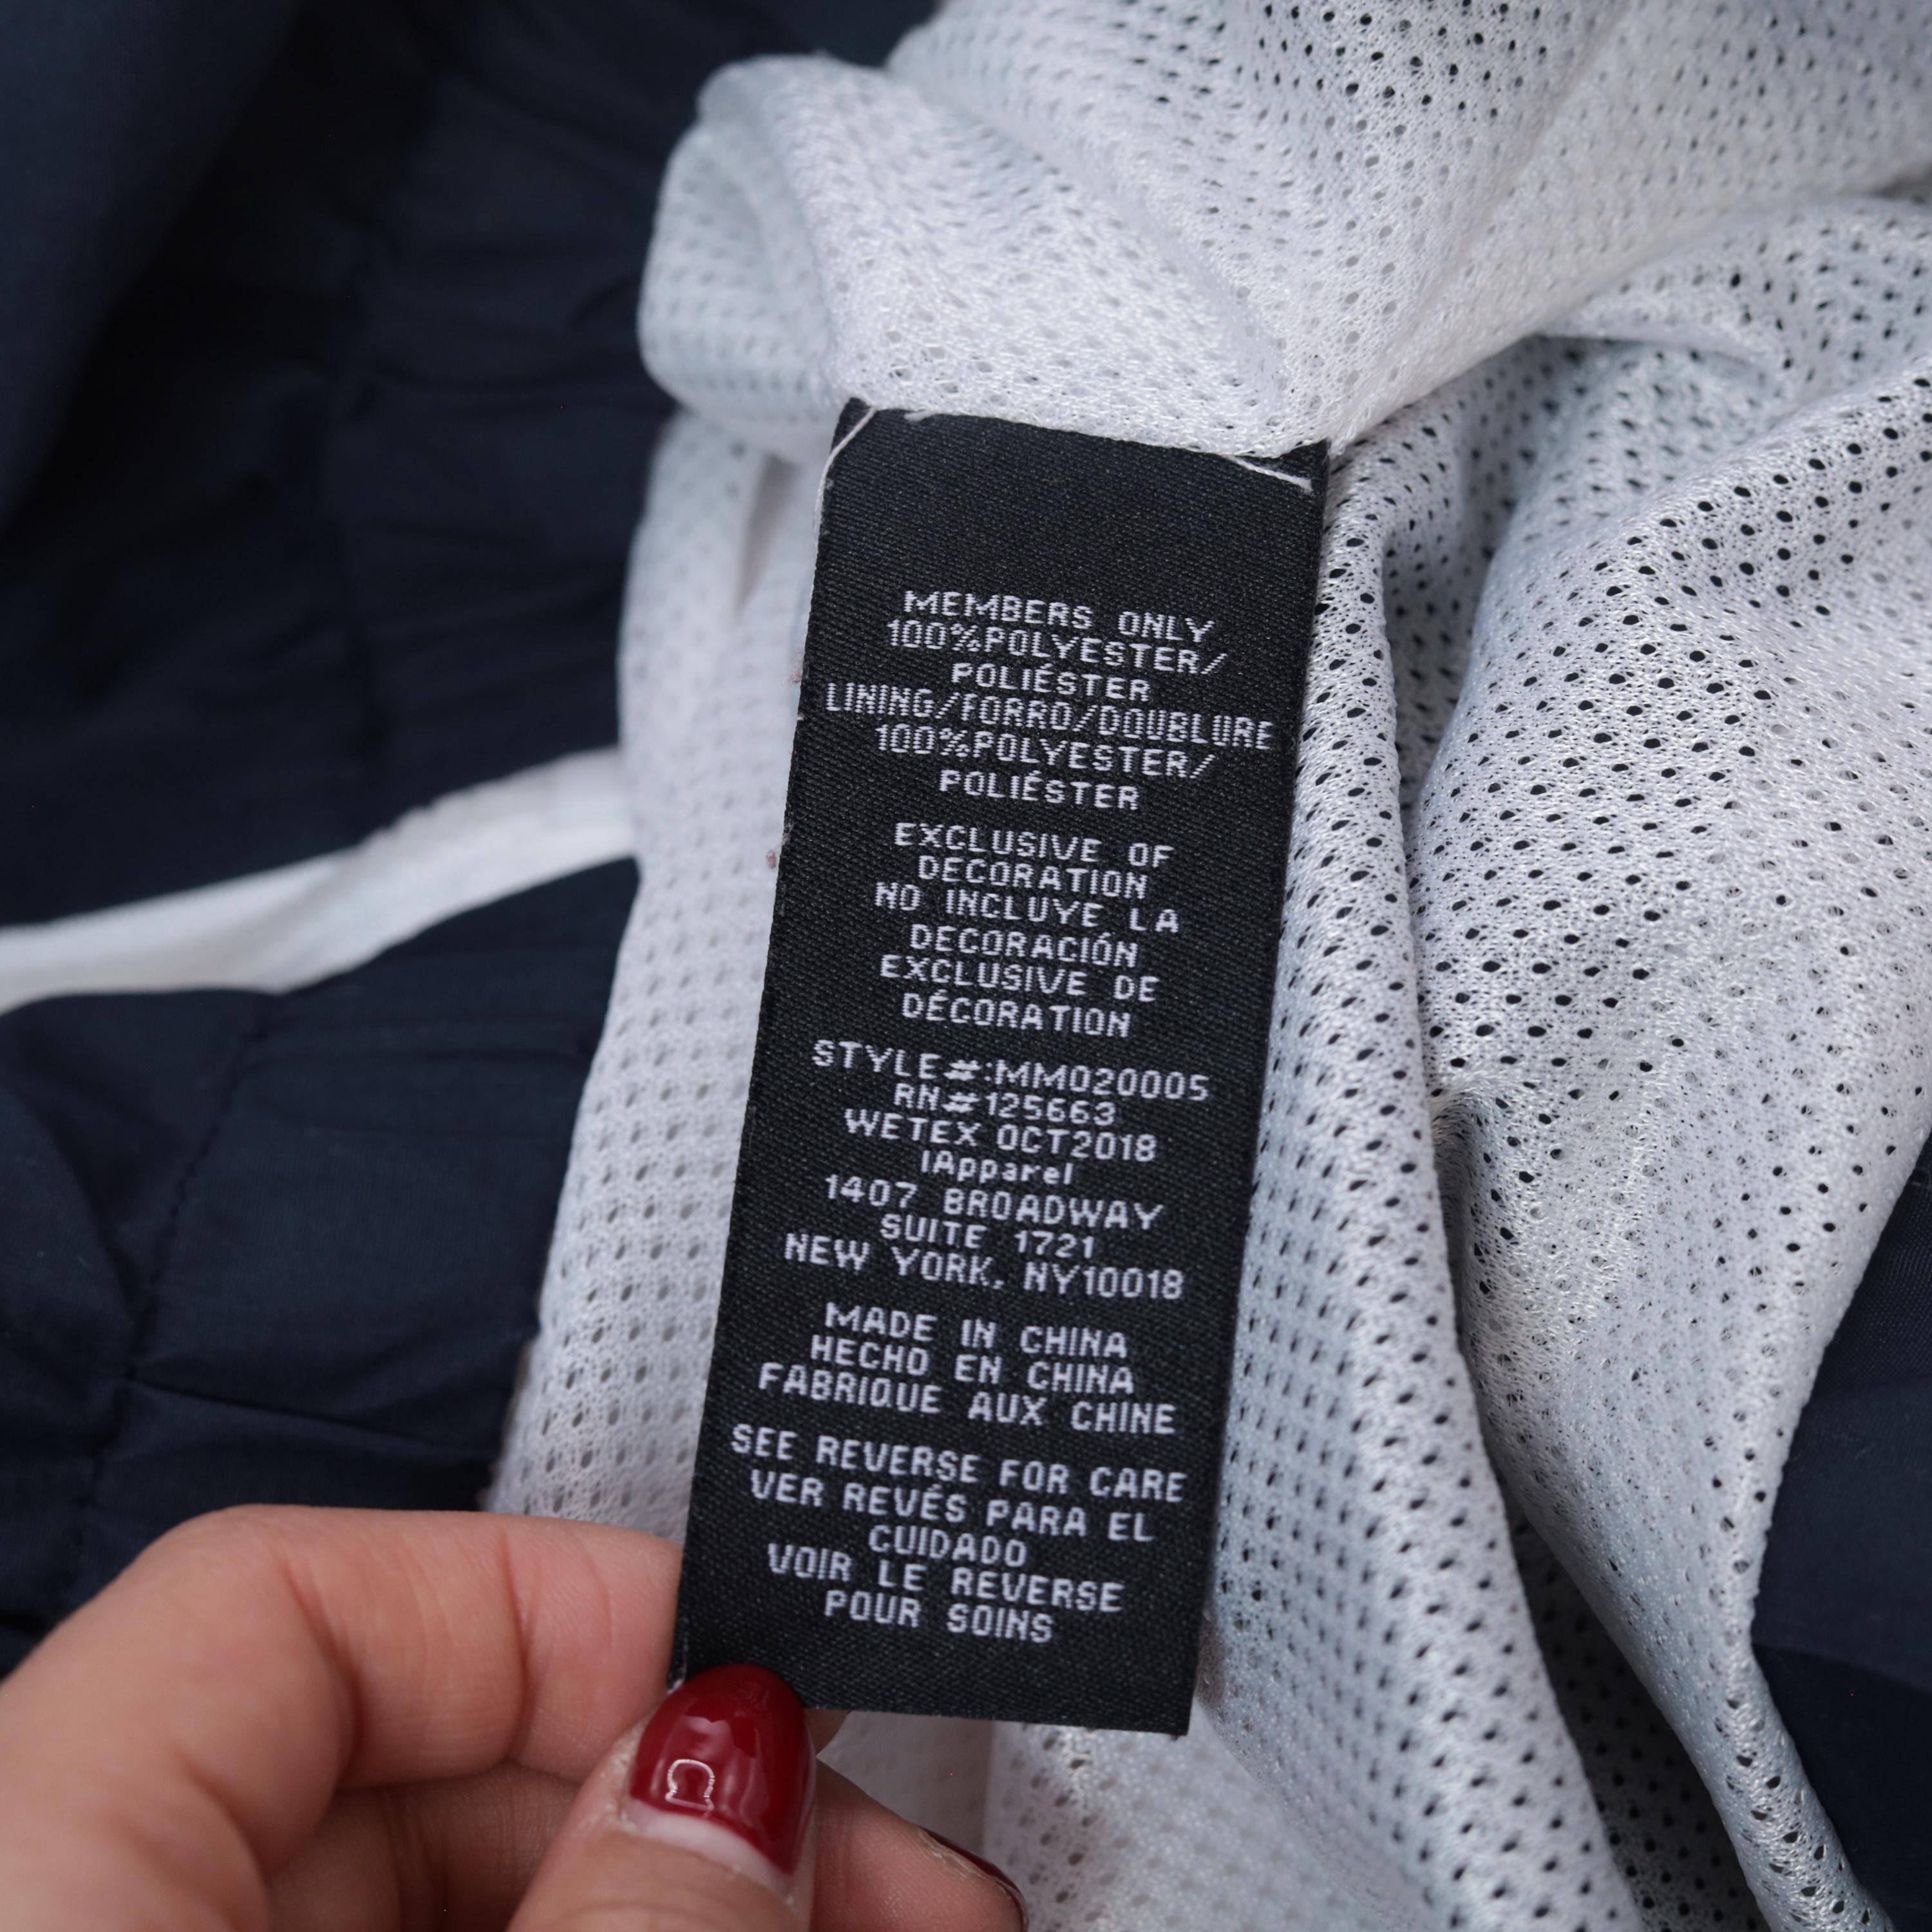 MEMBERS ONLY
100%POLYESTER/
POLIÉSTER
LINING/FORRO/DOUBLURE
100%POLYESTER/
POLIÉSTER
EXCLUSIVE OF
DECORATION
NO INCLUYE LA
DECORACIÓN
EXCLUSIVE DE
DÉCORATION
STYLE#:MM020005
RN#125663
WETEX OCT2018
IApparel
1407 BROADWAY
SUITE 1721
NEW YORK, NY10018
MADE IN CHINA
HECHO EN CHINA
FABRIQUE AUX CHINE
SEE REVERSE FOR CARE
VER REVÉS PARA EL
CUIDADO
VOIR LE REVERSE
POUR SOINS